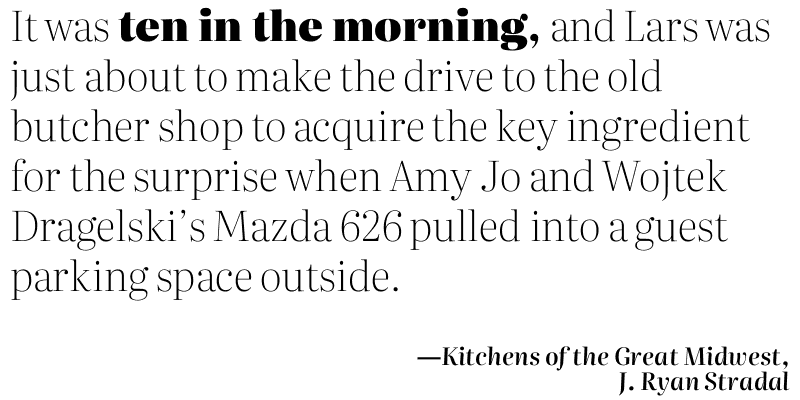 It was ten in the morning, and Lars was
just about to make the drive to the old
butcher shop to acquire the key ingredient
for the surprise when Amy Jo and Wojtek
Dragelski’s Mazda 626 pulled into a guest
parking space outside.
—Kitchens of the Great Midwest,
J. Ryan Stradal